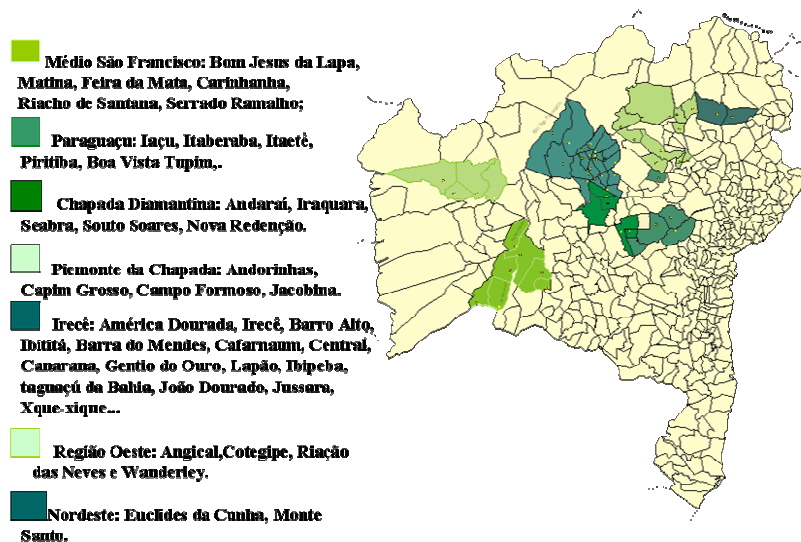 Médio São Francisco: Bom Jesus da Lapa,
Matina, Feira da Mata, Carinhanha,
Riacho de Santana, Serrado Ramalho;
Paraguaçu: Iaçu, Itaberaba, Itaetê,
Piritiba, Boa Vista Tupim,.
Chapada Diamantina: Andaraí, Iraquara,
Seabra, Souto Soares, Nova Redenção.
Piemonte da Chapada: Andorinhas,
Capim Grosso, Campo Formoso, Jacobina.
Irecê: América Dourada, Irecê, Barro Alto,
Ibititá, Barra do Mendes, Cafarnaum, Central,
Canarana, Gentio do Ouro, Lapão, Ibipeba,
taguaçú da Bahia, João Dourado, Jussara,
Xque-xique...
Região Oeste: Angical,Cotegipe, Riação
das Neves e Wanderley.
Nordeste: Euclides da Cunha, Monte
Santo.